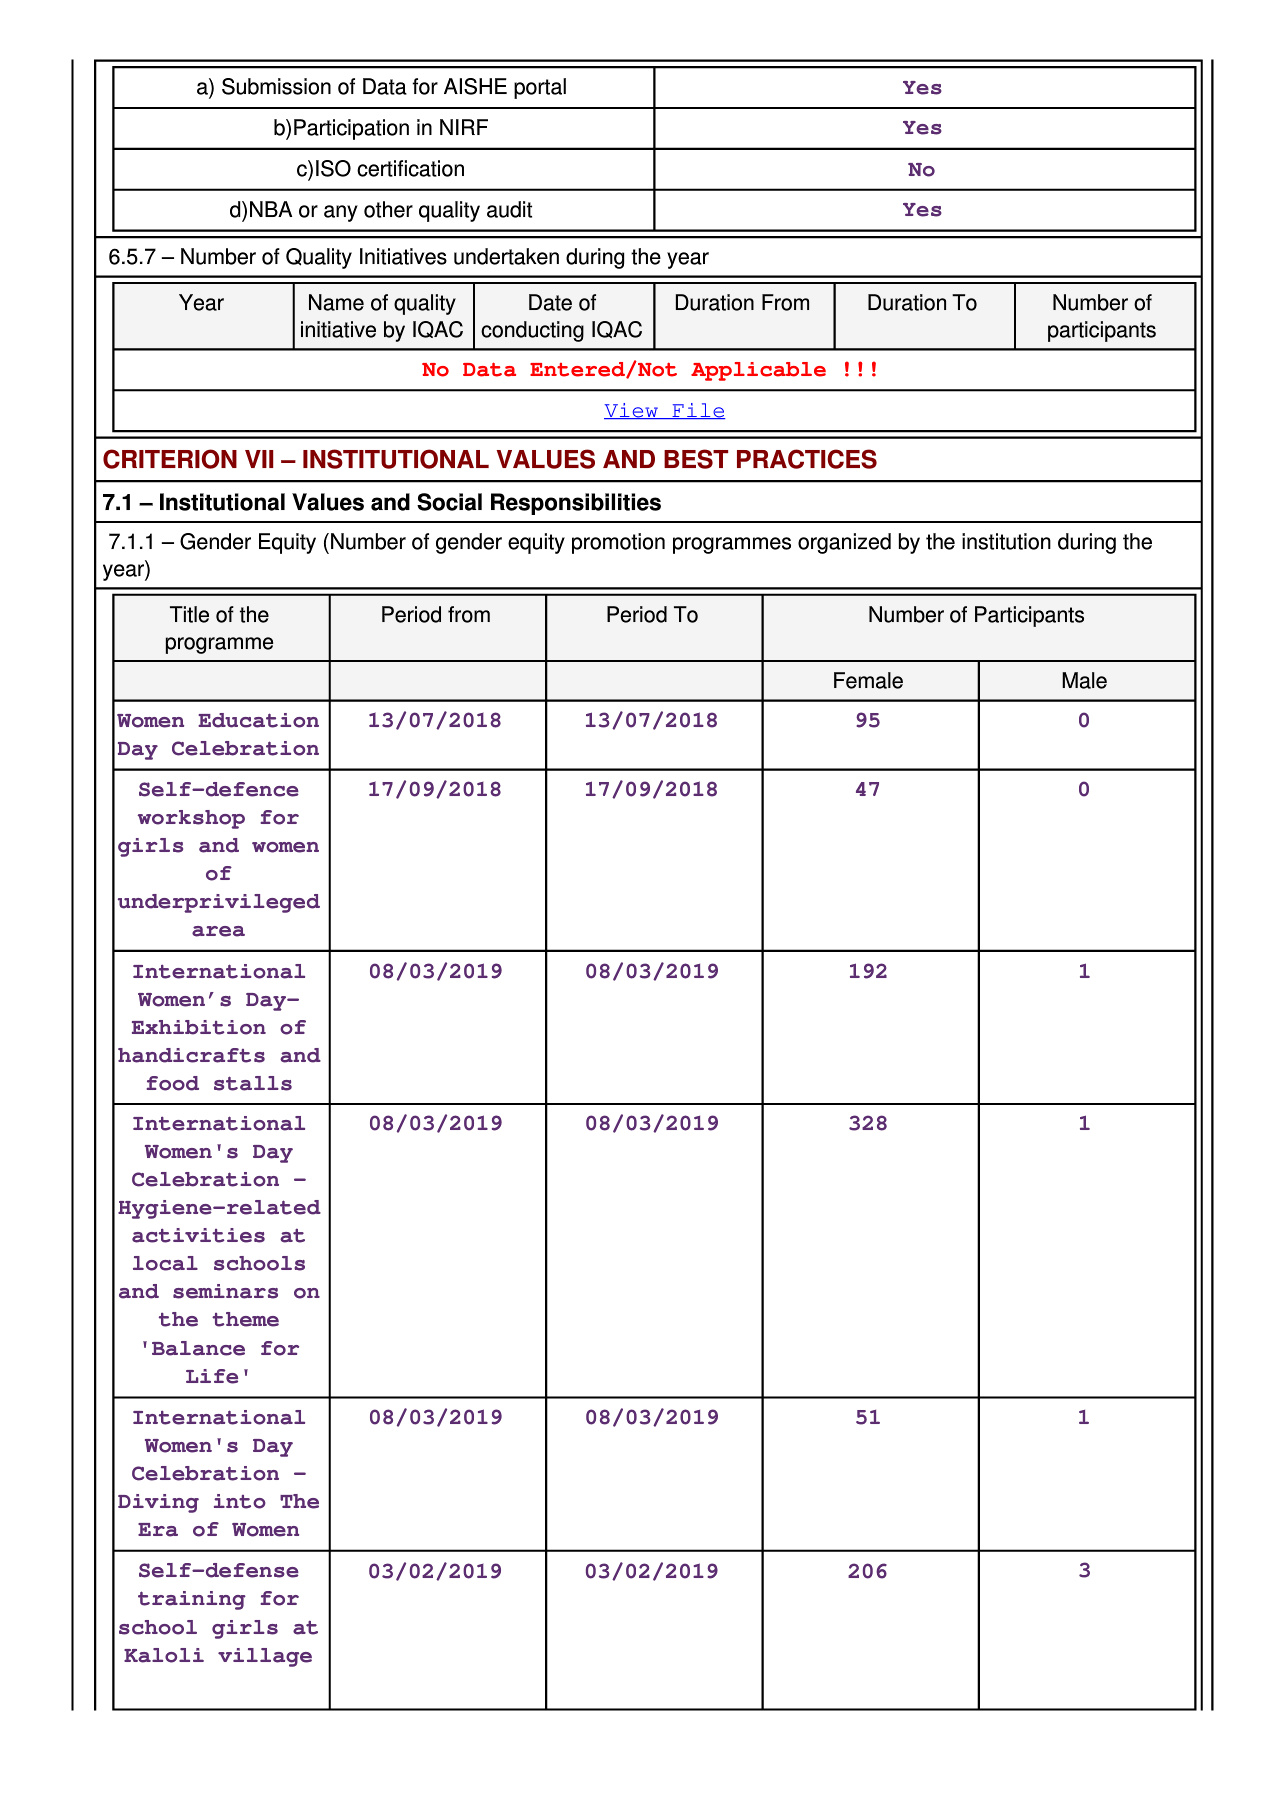 a) Submission of Data for AISHE portal Yes
b)Participation in NIRF Yes
c)ISO certification No
d)NBA or any other quality audit Yes
6.5.7 – Number of Quality Initiatives undertaken during the year
Year Name of quality Date of Duration From Duration To Number of
initiative by IQAC conducting IQAC participants
No Data Entered/Not Applicable !!!
View File
CRITERION VII – INSTITUTIONAL VALUES AND BEST PRACTICES
7.1 – Institutional Values and Social Responsibilities
7.1.1 – Gender Equity (Number of gender equity promotion programmes organized by the institution during the
year)
Title of the Period from Period To Number of Participants
programme
Female Male
Women Education 13/07/2018 13/07/2018 95 0
Day Celebration
Self-defence 17/09/2018 17/09/2018 47 0
workshop for
girls and women
of
underprivileged
area
International 08/03/2019 08/03/2019 192 1
Women’s Day-
Exhibition of
handicrafts and
food stalls
International 08/03/2019 08/03/2019 328 1
Women's Day
Celebration -
Hygiene-related
activities at
local schools
and seminars on
the theme
'Balance for
Life'
International 08/03/2019 08/03/2019 51 1
Women's Day
Celebration -
Diving into The
Era of Women
Self-defense 03/02/2019 03/02/2019 206 3
training for
school girls at
Kaloli village